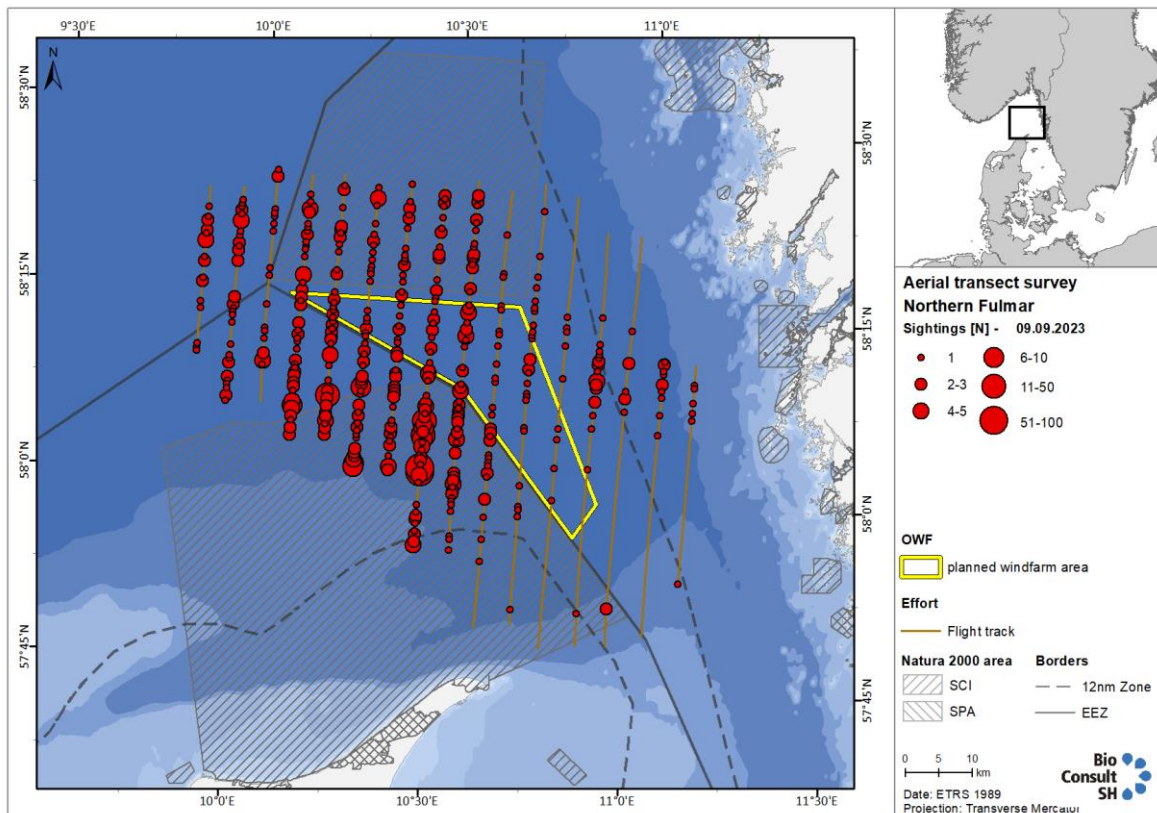 9°30'E 10°0'E 10°30'E 11°0'E
N
58°30'N
58°30'N
58°15'N
58°15'N
58°0'N
58°0'N
57°45'N
57°45'N
10°0'E 10°30'E 11°0'E 11°30'E
Aerial transect survey
Northern Fulmar
Sightings [N] - 09.09.2023
1 6-10
2-3 11-50
4-5 51-100
OWF
planned windfarm area
Effort
Flight track
Natura 2000 area Borders
SCI 12nm Zone
SPA EEZ
0 5 10
km
Date: ETRS 1989
Projection: Transverse Mercator
Bio
Consult
SH